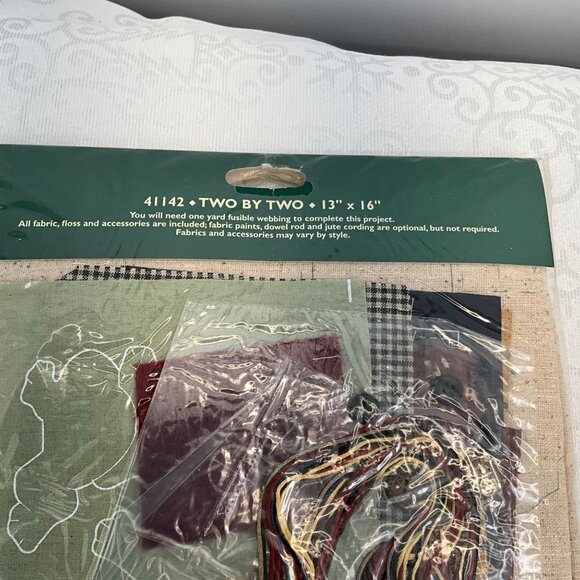 41142 ⬥ TWO BY TWO ⬥ 13" x 16"
You will need one yard fusible webbing to complete this project.
All fabric, floss and accessories are included; fabric paints, dowel rod and jute cording are optional, but not required.
Fabrics and accessories may vary by style.